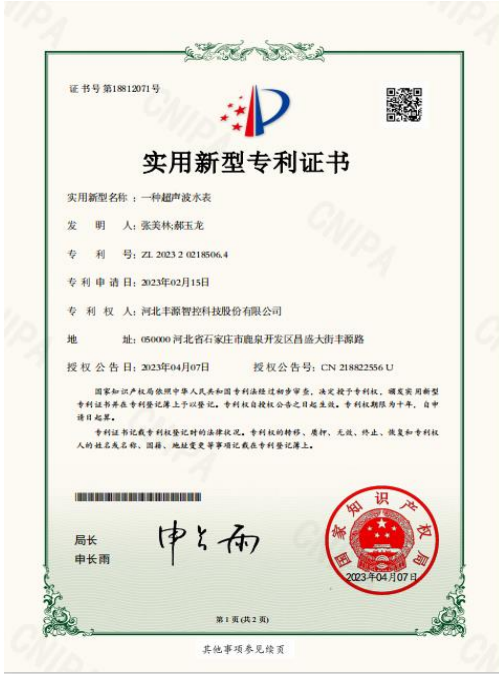 证书号第18812071号
实用新型专利证书
实用新型名称：一种超声波水表
发 明 人：张美林;郝玉龙
专 利 号：ZL 2023 2 0218506.4
专 利 申 请 日：2023年02月15日
专 利 权 人：河北丰源智控科技股份有限公司
地 址：050000 河北省石家庄市鹿泉开发区昌盛大街丰源路
授 权 公 告 日：2023年04月07日 授 权 公 告 号：CN 218822556 U
国家知识产权局依照中华人民共和国专利法经过初步审查，决定授予专利权，颁发实用新型
专利证书并在专利登记簿上予以登记。专利权自授权公告之日起生效。专利权期限为十年，自申
请日起算。
专利证书记载专利权登记时的法律状况。专利权的转移、质押、无效、终止、恢复和专利权
人的姓名或名称、国籍、地址变更等事项记载在专利登记簿上。
局长
申长雨
申长雨
国家知识产权局
2023年04月07日
第 1 页 (共 2 页)
其他事项参见续页
CNIPA